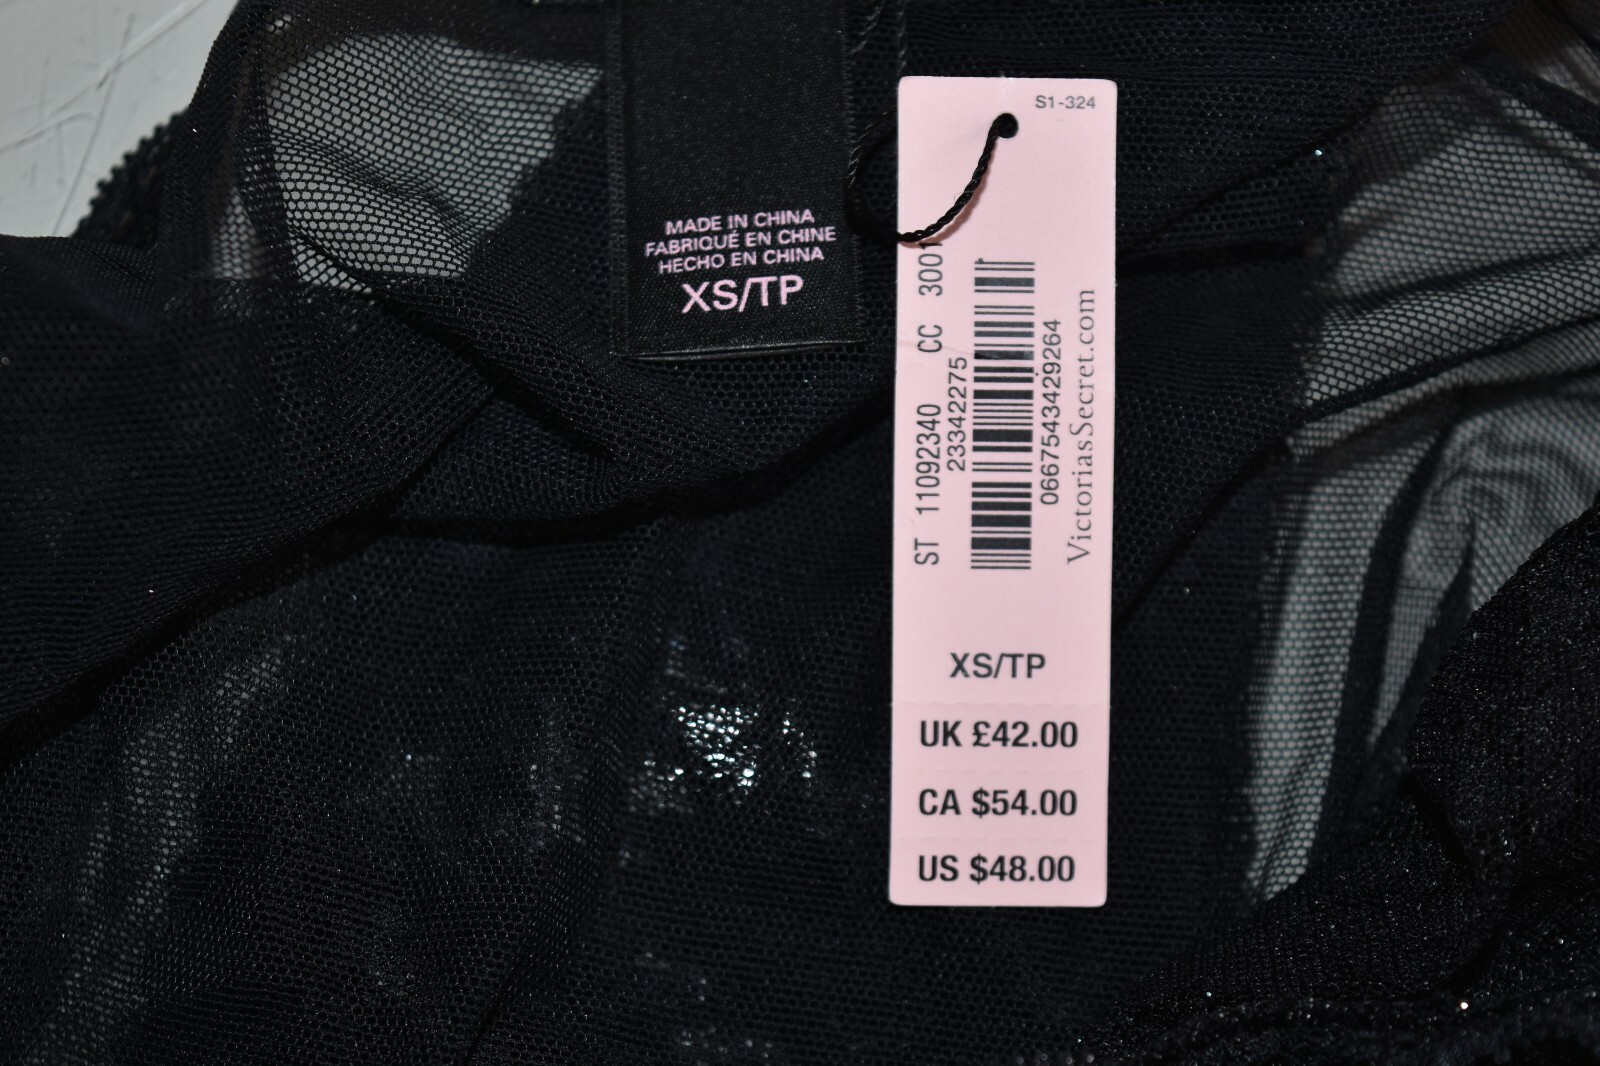 MADE IN CHINA
FABRIQUÉ EN CHINE
HECHO EN CHINA
XS/TP
S1-324
ST 11092340 CC 3001
23342275
0667543429264
VictoriasSecret.com
XS/TP
UK £42.00
CA $54.00
US $48.00